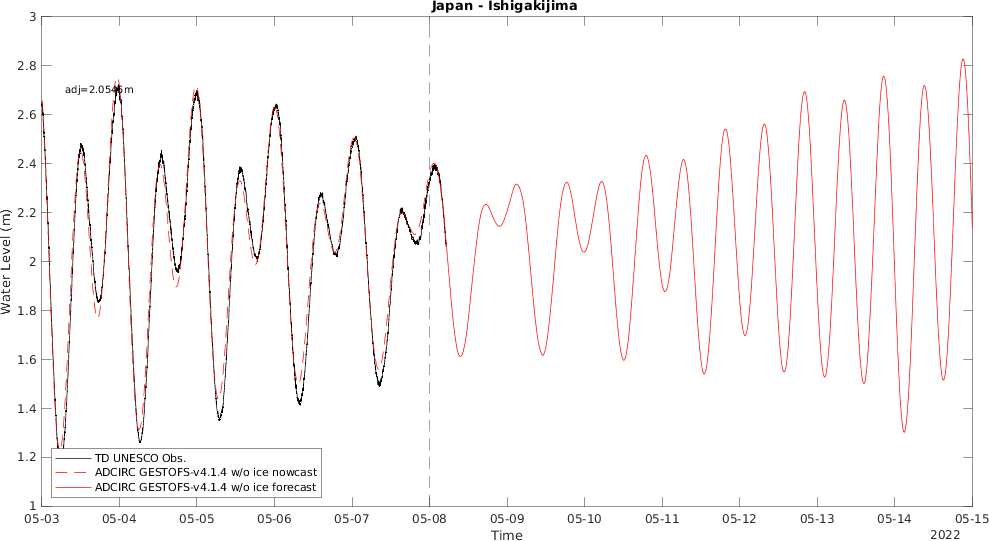 Japan - Ishigakijima
3
2.8
2.6
2.4
2.2
2
1.8
1.6
1.4
1.2
1
Water Level (m)
adj=2.0545m
TD UNESCO Obs.
ADCIRC GESTOFS-v4.1.4 w/o ice nowcast
ADCIRC GESTOFS-v4.1.4 w/o ice forecast
05-03 05-04 05-05 05-06 05-07 05-08 05-09 05-10 05-11 05-12 05-13 05-14 05-15
Time
2022